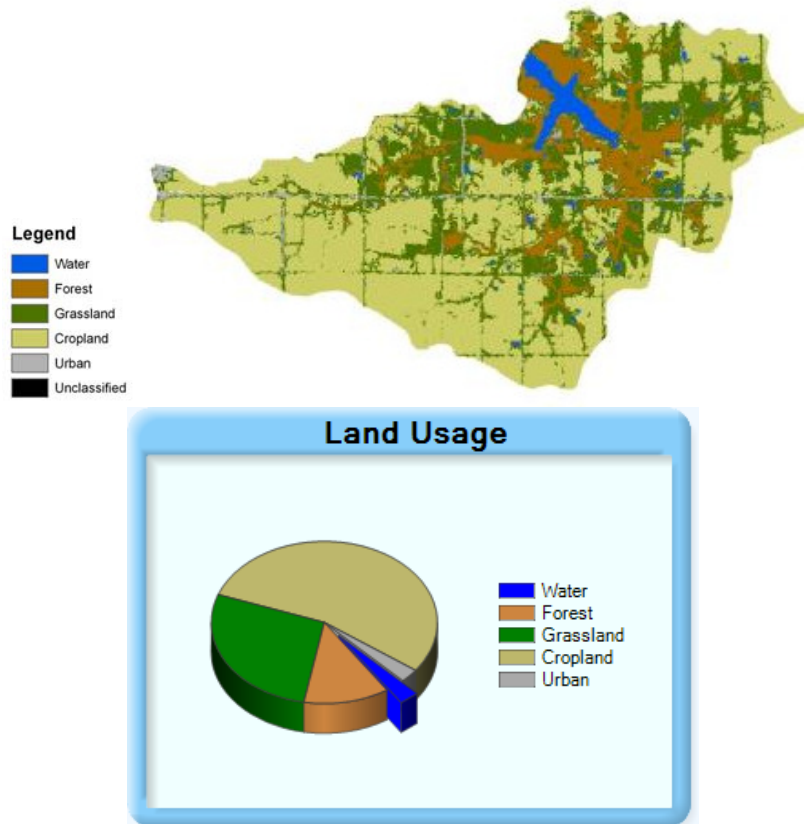 Legend
Water
Forest
Grassland
Cropland
Urban
Unclassified
Land Usage
Water
Forest
Grassland
Cropland
Urban